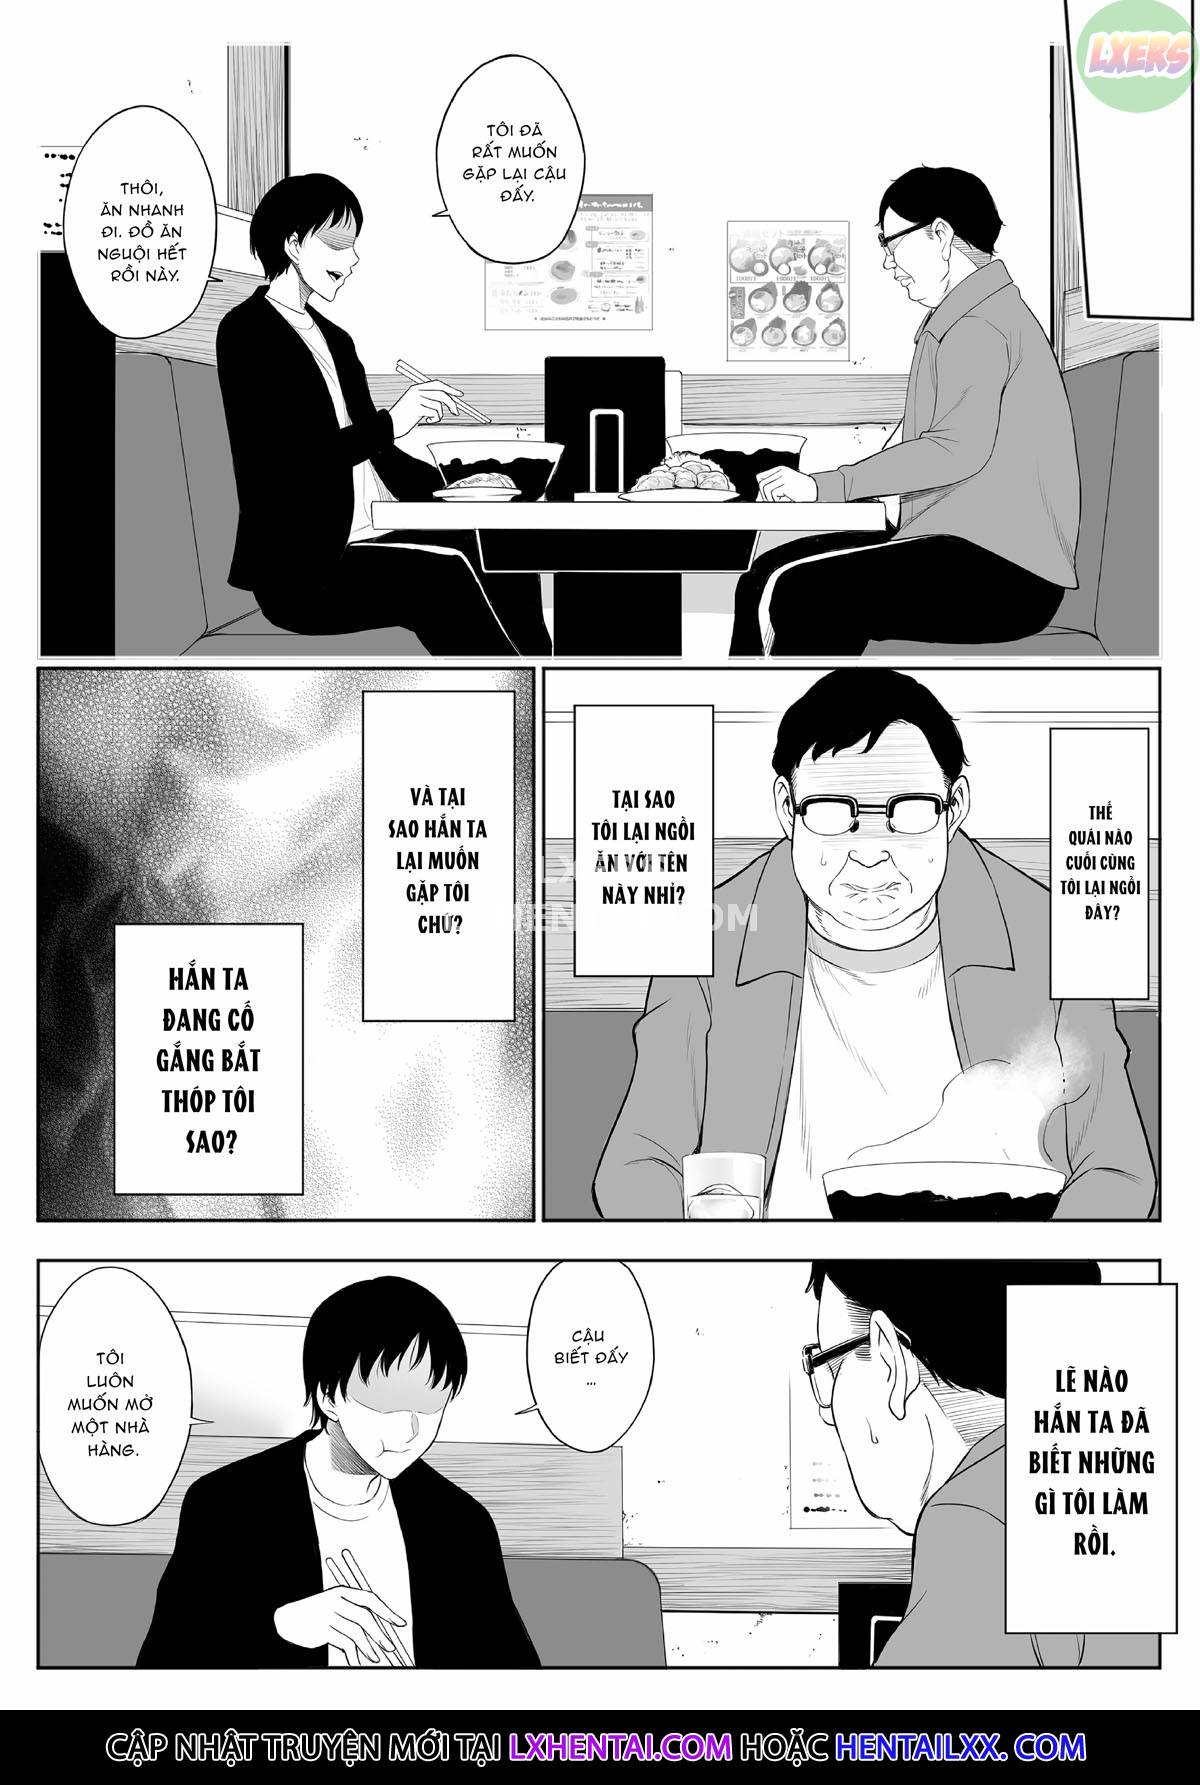 LXERS
TÔI ĐÃ
RẤT MUỐN
GẶP LẠI CẬU
ĐẤY.
THÔI,
ĂN NHANH
ĐI. ĐỒ ĂN
NGUỘI HẾT
RỒI NÀY.
THẾ
QUÁI NÀO
CUỐI CÙNG
TÔI LẠI NGỒI
ĐÂY?
TẠI SAO
TÔI LẠI NGỒI
ĂN VỚI TÊN
NÀY NHỈ?
VÀ TẠI
SAO HẮN TA
LẠI MUỐN
GẶP TÔI
CHỨ?
HẮN TA
ĐANG CỐ
GẮNG BẮT
THÓP TÔI
SAO?
LẼ NÀO
HẮN TA ĐÃ
BIẾT NHỮNG
GÌ TÔI LÀM
RỒI.
CẬU
BIẾT ĐẤY
...
TÔI
LUÔN
MUỐN MỞ
MỘT NHÀ
HÀNG.
CẬP NHẬT TRUYỆN MỚI TẠI LXHENTAI.COM HOẶC HENTAILXX. COM